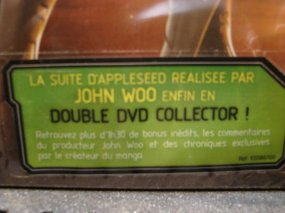 LA SUITE D'APPLESEED REALISEE PAR
JOHN WOO ENFIN EN
DOUBLE DVD COLLECTOR !
Retrouvez plus d'1h30 de bonus inédits, les commentaires
du producteur John Woo et des chroniques exclusives
par le créateur du manga
Réf.